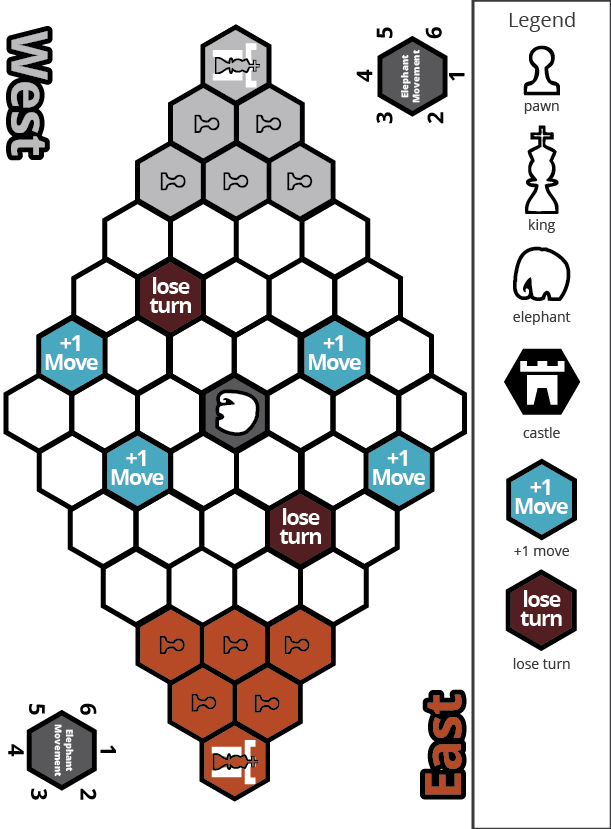 West
5
6
4
Elephant
Movement
1
3
2
lose
turn
+1
Move
+1
Move
+1
Move
+1
Move
lose
turn
East
5
6
4
Elephant
Movement
1
3
2
Legend
pawn
king
elephant
castle
+1
Move
+1 move
lose
turn
lose turn